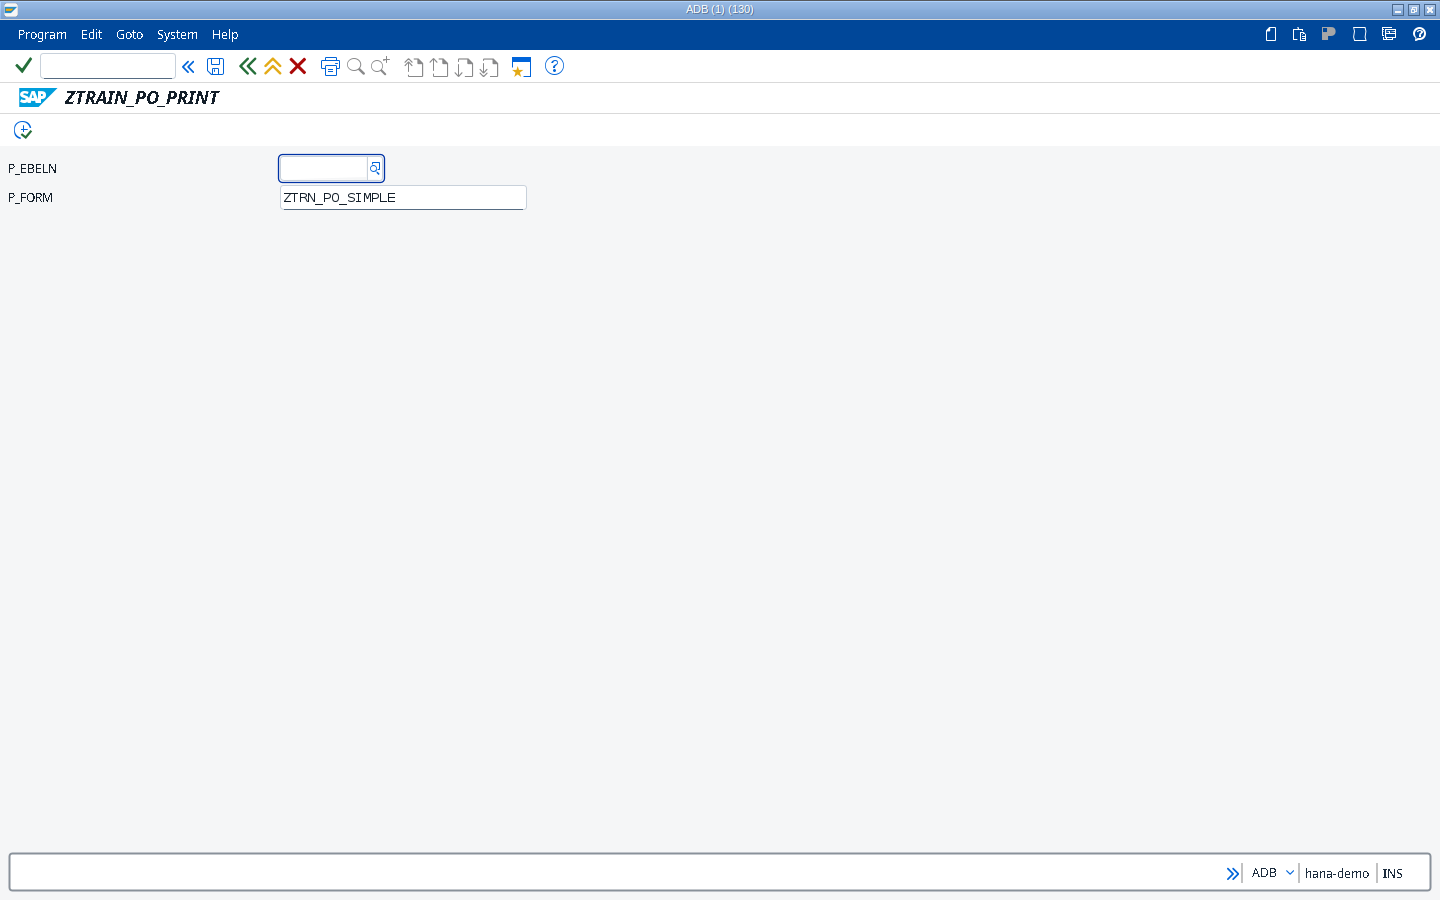 ADB (1) (130)
Program Edit Goto System Help
SAP ZTRAIN_PO_PRINT
P_EBELN
P_FORM ZTRN_PO_SIMPLE
ADB hana-demo INS